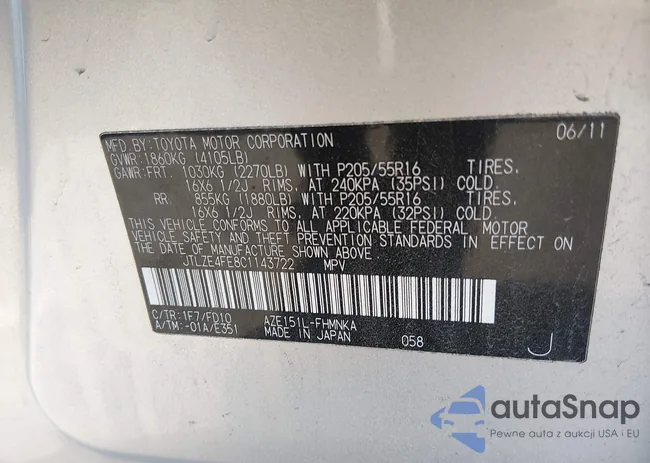 MFD.BY:TOYOTA MOTOR CORPORATION 06/11
GVWR:1860KG (4105LB)
GAWR:FRT. 1030KG (2270LB) WITH P205/55R16 TIRES.
16X6 1/2J RIMS, AT 240KPA (35PSI) COLD.
RR. 855KG (1880LB) WITH P205/55R16 TIRES.
16X6 1/2J RIMS, AT 220KPA (32PSI) COLD.
THIS VEHICLE CONFORMS TO ALL APPLICABLE FEDERAL MOTOR
VEHICLE SAFETY AND THEFT PREVENTION STANDARDS IN EFFECT ON
THE DATE OF MANUFACTURE SHOWN ABOVE.
JTLZE4FE8C1143722 MPV
C/TR:1F7/FD10 AZE151L-FHMNKA
A/TM:-01A/E351 MADE IN JAPAN 058 J
autaSnap
Pewne auta z aukcji USA i EU